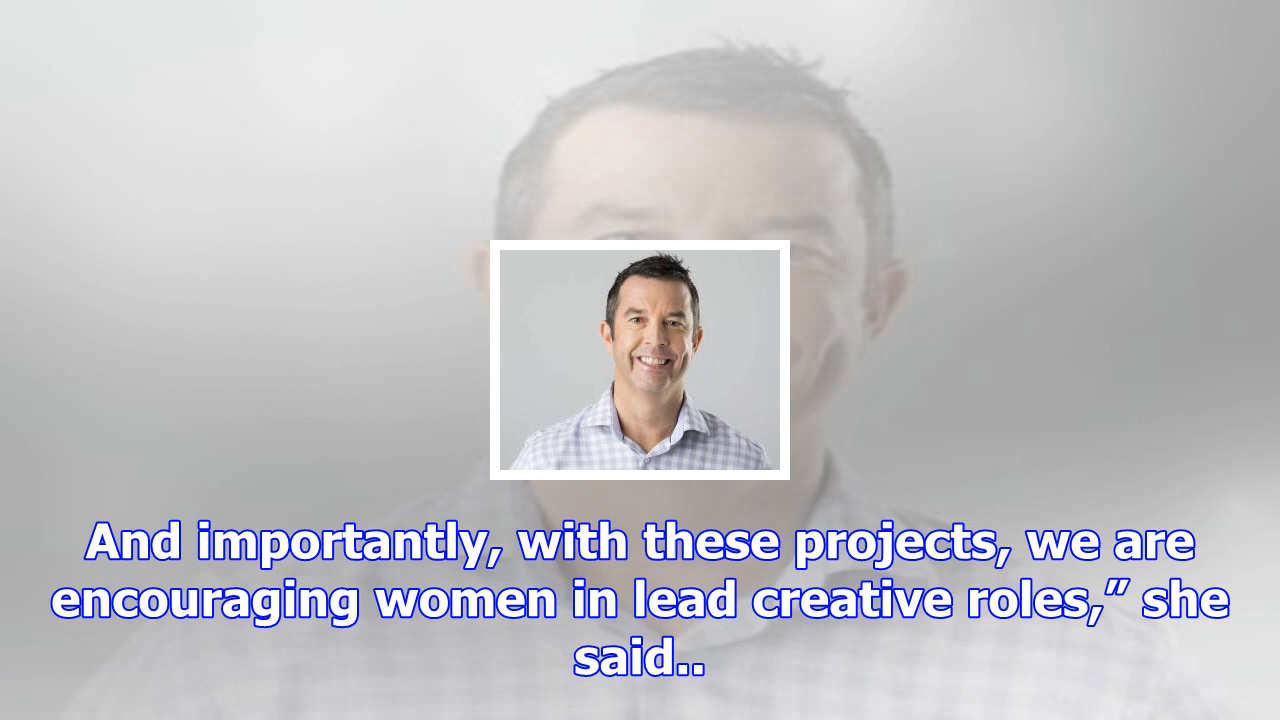 And importantly, with these projects, we are
encouraging women in lead creative roles,” she
said..